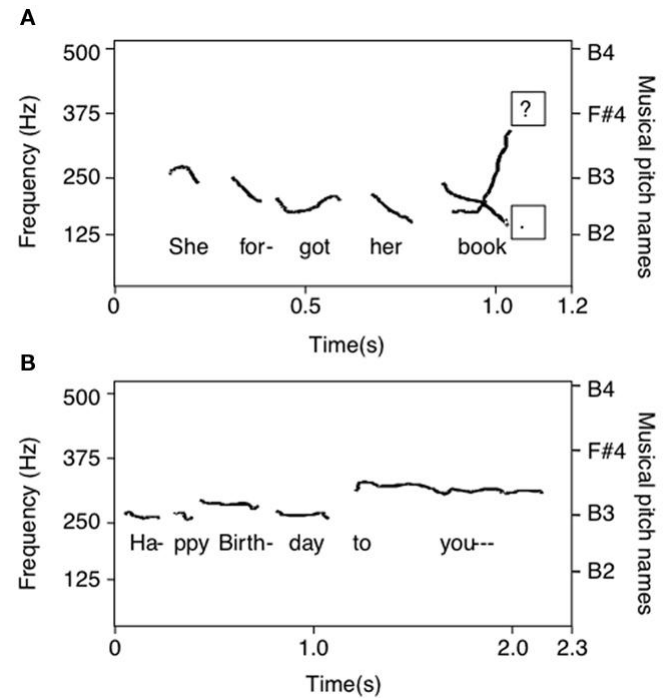 A
500
375
250
125
Frequency (Hz)
B4
F#4
B3
B2
Musical pitch names
?
.
She for- got her book
0 0.5 1.0 1.2
Time(s)
B
500
375
250
125
Frequency (Hz)
B4
F#4
B3
B2
Musical pitch names
Ha- ppy Birth- day to you---
0 1.0 2.0 2.3
Time(s)